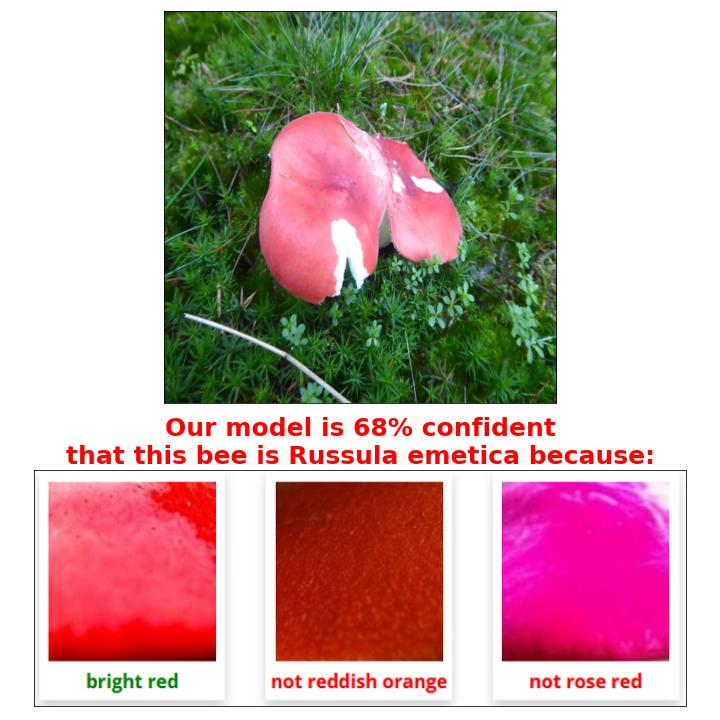 Our model is 68% confident
that this bee is Russula emetica because:
bright red
not reddish orange
not rose red